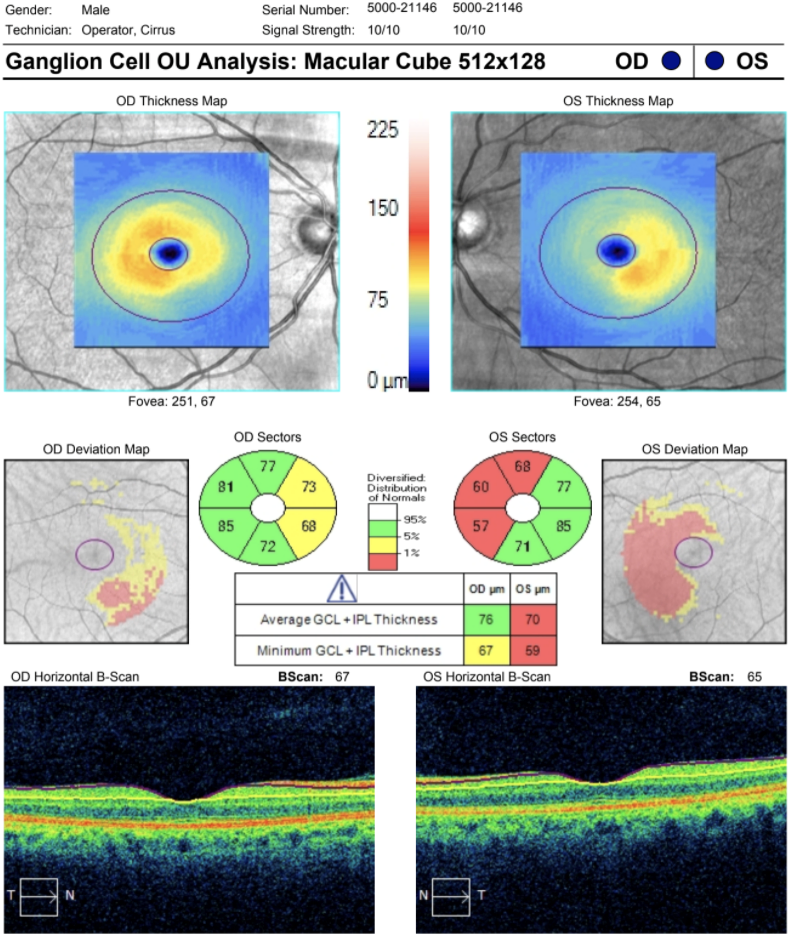 Gender: Male Serial Number: 5000-21146 5000-21146
Technician: Operator, Cirrus Signal Strength: 10/10 10/10
Ganglion Cell OU Analysis: Macular Cube 512x128 OD OS
OD Thickness Map OS Thickness Map
225
150
75
0 µm
Fovea: 251, 67 Fovea: 254, 65
OD Deviation Map OD Sectors OS Sectors OS Deviation Map
77
81 73
85 68
72
Diversified:
Distribution
of Normals
95%
5%
1%
68
60 77
57 85
71
OD µm OS µm
Average GCL + IPL Thickness 76 70
Minimum GCL + IPL Thickness 67 59
OD Horizontal B-Scan BScan: 67 OS Horizontal B-Scan BScan: 65
T N N T